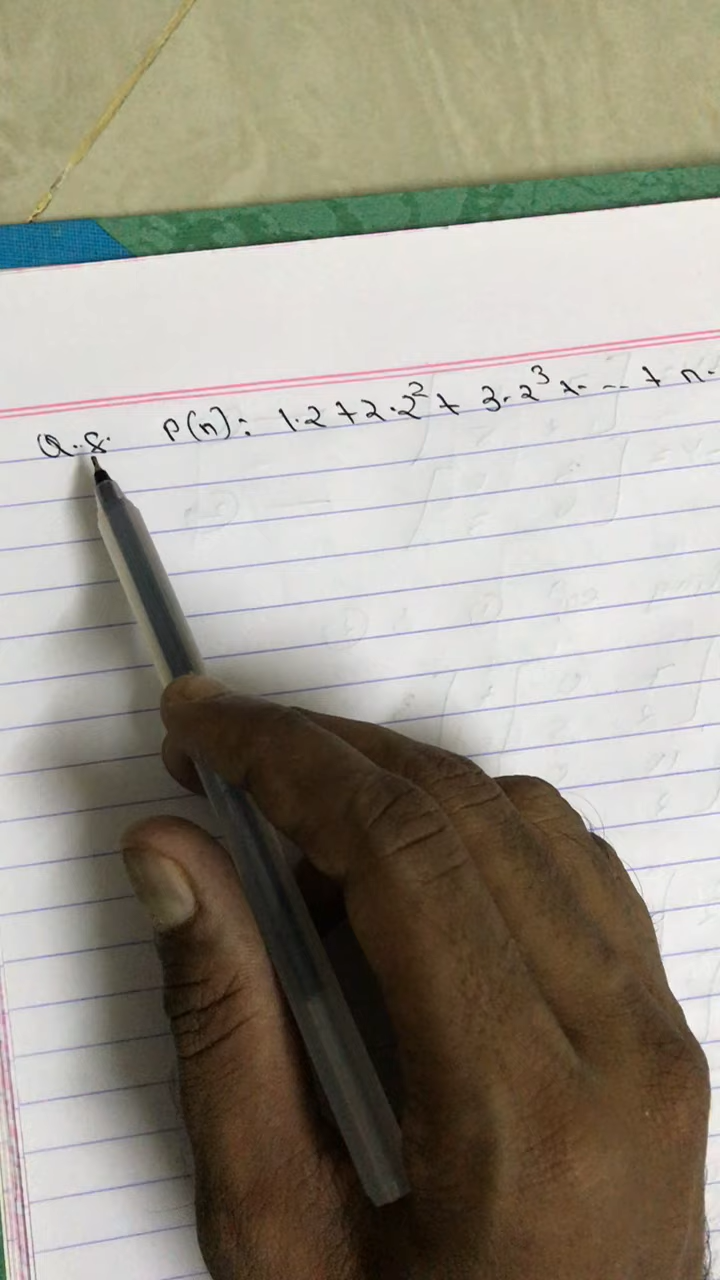 Q.8. P(n): 1.2 + 2.2² + 3.2³ + ... + n.